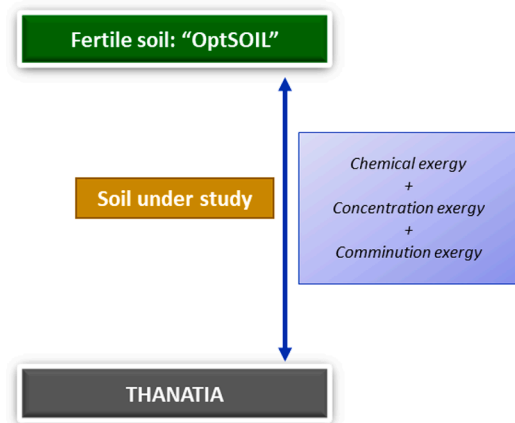 Fertile soil: “OptSOIL”
Soil under study
Chemical exergy
+
Concentration exergy
+
Comminution exergy
THANATIA